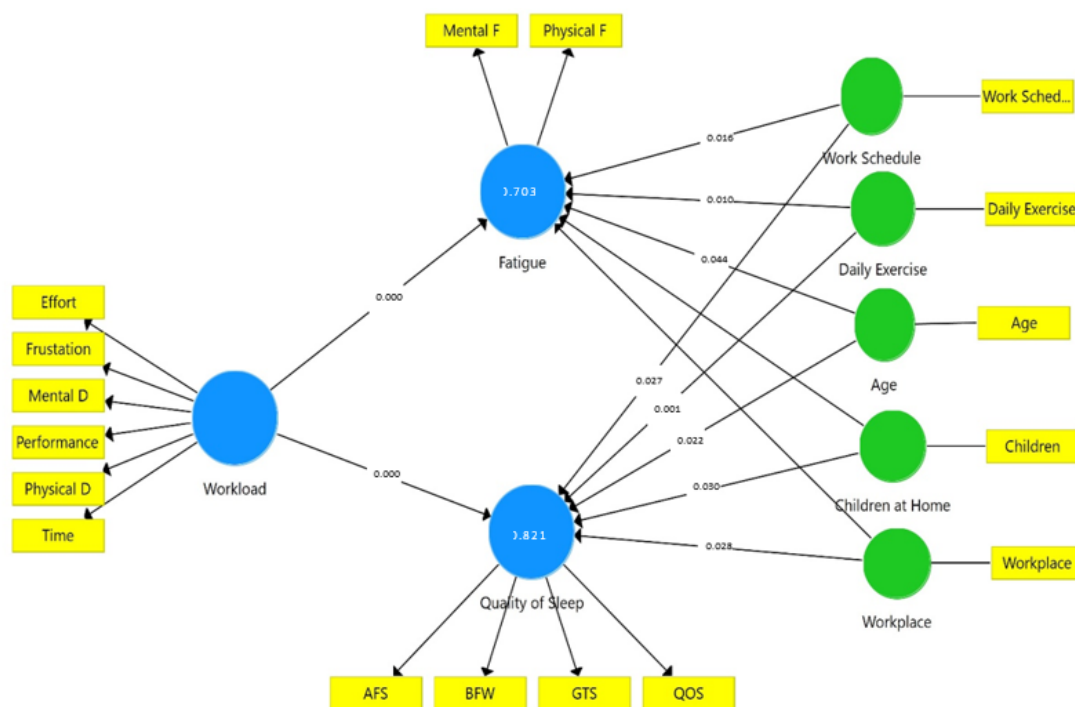 Mental F
Physical F
Work Sched...
0.016
Work Schedule
0.703
0.010
Daily Exercise
Fatigue
0.044
Daily Exercise
Effort
0.000
Age
Frustation
0.027
Age
Mental D
0.001
Performance
0.022
Children
Physical D
Workload
0.000
0.030
Children at Home
Time
0.821
0.028
Workplace
Quality of Sleep
Workplace
AFS
BFW
GTS
QOS